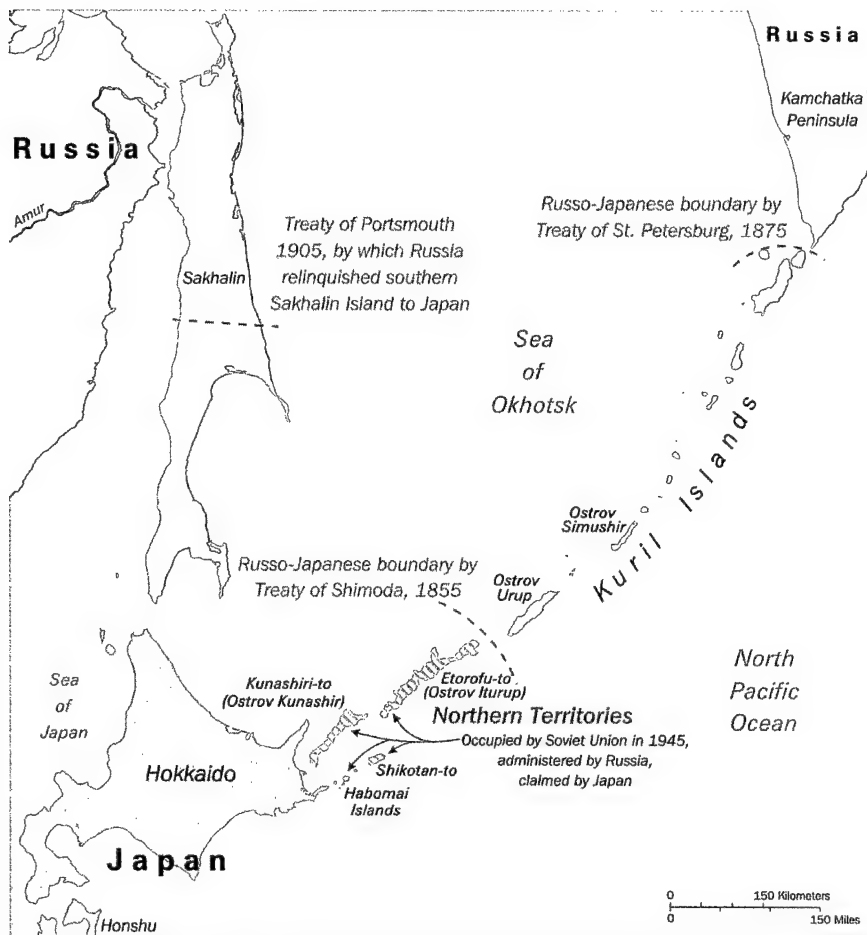 Russia
Kamchatka
Peninsula
Russia
Amur
Sakhalin
Treaty of Portsmouth
1905, by which Russia
relinquished southern
Sakhalin Island to Japan
Russo-Japanese boundary by
Treaty of St. Petersburg, 1875
Sea
of
Okhotsk
Kuril Islands
Ostrov
Simushir
Ostrov
Urup
Russo-Japanese boundary by
Treaty of Shimoda, 1855
Sea
of
Japan
Kunashiri-to
(Ostrov Kunashir)
Etorofu-to
(Ostrov Iturup)
Northern Territories
Occupied by Soviet Union in 1945,
administered by Russia,
claimed by Japan
Shikotan-to
Habomai
Islands
North
Pacific
Ocean
Hokkaido
Japan
Honshu
0 150 Kilometers
0 150 Miles